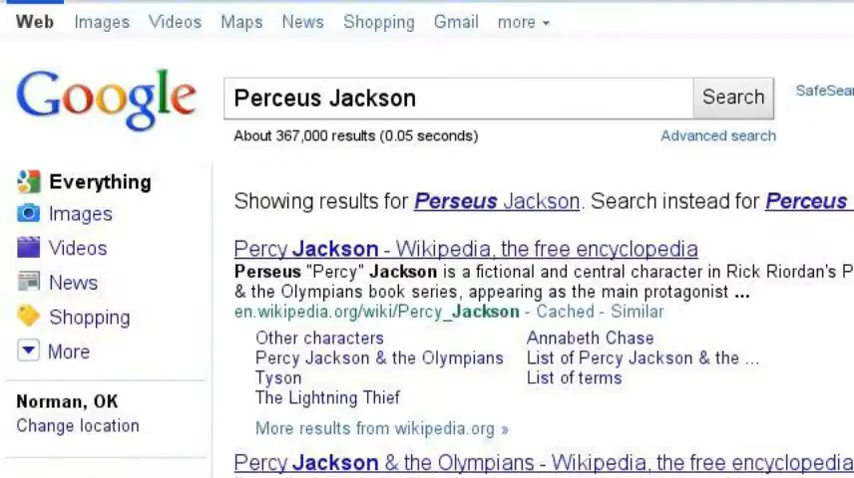 Web Images Videos Maps News Shopping Gmail more
Google
Perceus Jackson Search
About 367,000 results (0.05 seconds) Advanced search
Everything
Images
Videos
News
Shopping
More
Norman, OK
Change location
Showing results for Perseus Jackson. Search instead for Perceus
Percy Jackson - Wikipedia, the free encyclopedia
Perseus "Percy" Jackson is a fictional and central character in Rick Riordan's P
& the Olympians book series, appearing as the main protagonist ...
en.wikipedia.org/wiki/Percy_Jackson - Cached - Similar
Other characters Annabeth Chase
Percy Jackson & the Olympians List of Percy Jackson & the ...
Tyson List of terms
The Lightning Thief
More results from wikipedia.org »
Percy Jackson & the Olympians - Wikipedia, the free encyclopedia